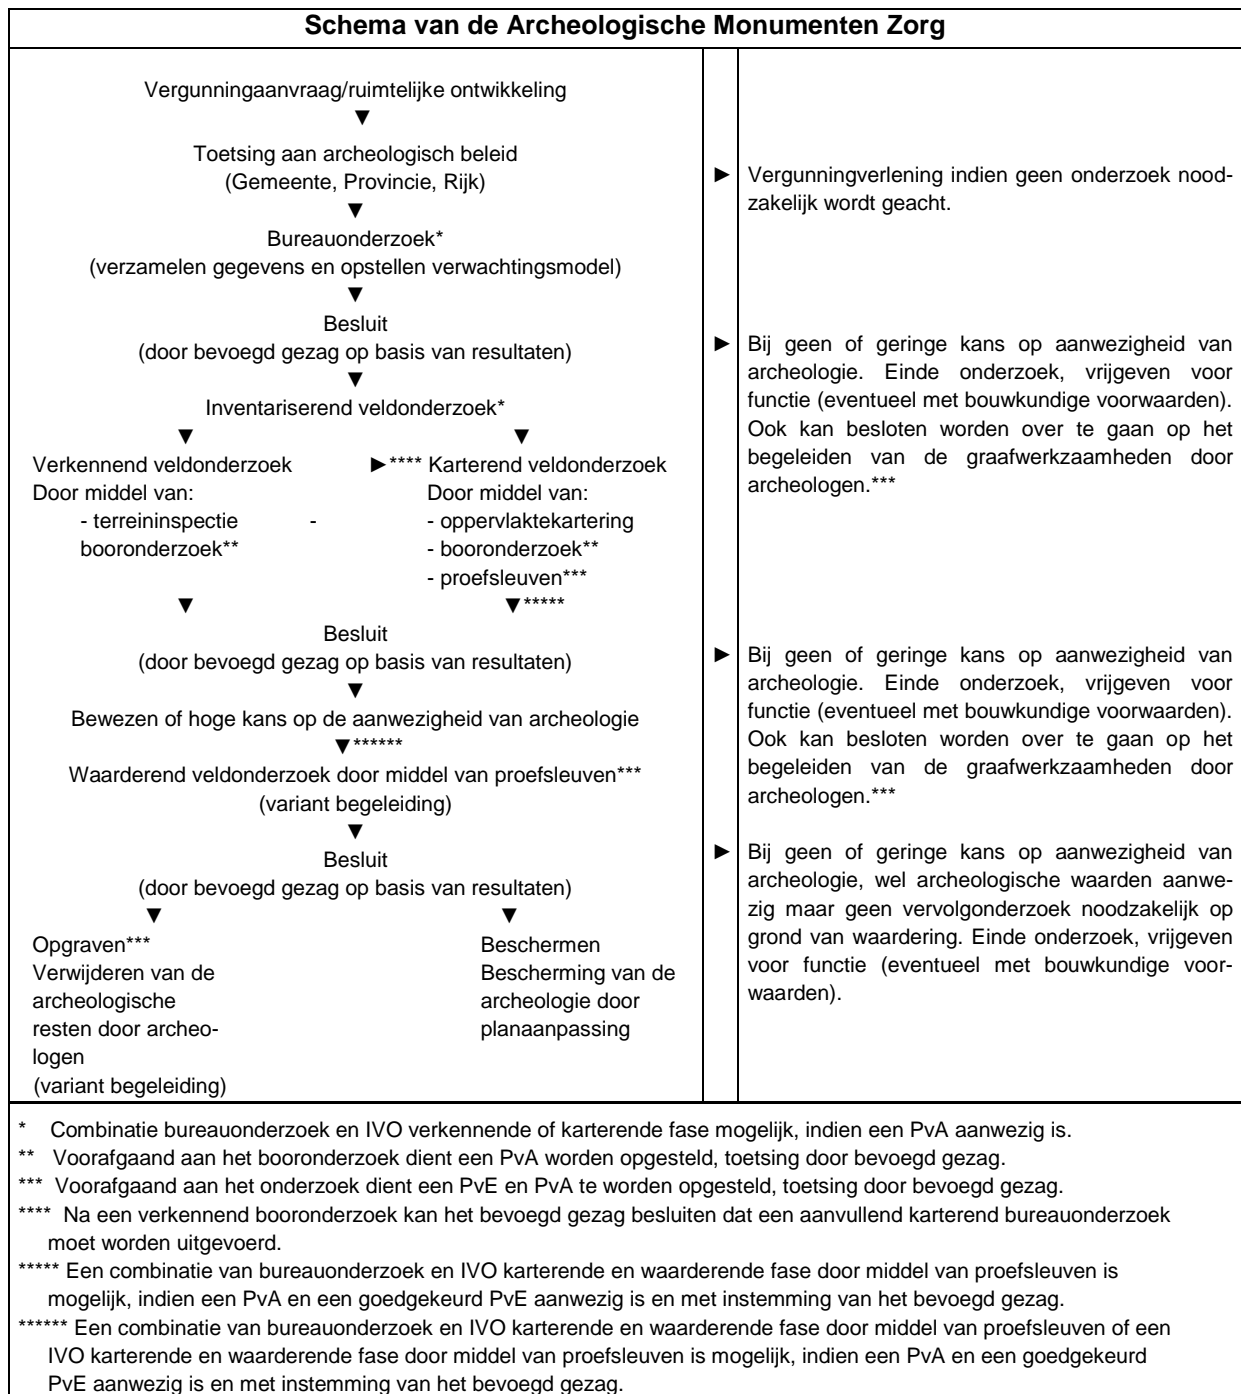 Schema van de Archeologische Monumenten Zorg
Vergunningaanvraag/ruimtelijke ontwikkeling
▼
Toetsing aan archeologisch beleid
(Gemeente, Provincie, Rijk)
▼
► Vergunningverlening indien geen onderzoek nood-
zakelijk wordt geacht.
Bureauonderzoek*
(verzamelen gegevens en opstellen verwachtingsmodel)
▼
Besluit
(door bevoegd gezag op basis van resultaten)
▼
► Bij geen of geringe kans op aanwezigheid van
archeologie. Einde onderzoek, vrijgeven voor
functie (eventueel met bouwkundige voorwaarden).
Ook kan besloten worden over te gaan op het
begeleiden van de graafwerkzaamheden door
archeologen.***
Inventariserend veldonderzoek*
▼ ▼
Verkennend veldonderzoek ►**** Karterend veldonderzoek
Door middel van: Door middel van:
- terreininspectie - - oppervlaktekartering
booronderzoek** - booronderzoek**
- proefsleuven***
▼ ▼*****
Besluit
(door bevoegd gezag op basis van resultaten)
▼
► Bij geen of geringe kans op aanwezigheid van
archeologie. Einde onderzoek, vrijgeven voor
functie (eventueel met bouwkundige voorwaarden).
Ook kan besloten worden over te gaan op het
begeleiden van de graafwerkzaamheden door
archeologen.***
Bewezen of hoge kans op de aanwezigheid van archeologie
▼******
Waarderend veldonderzoek door middel van proefsleuven***
(variant begeleiding)
▼
Besluit
(door bevoegd gezag op basis van resultaten)
▼ ▼
► Bij geen of geringe kans op aanwezigheid van
archeologie, wel archeologische waarden aanwe-
zig maar geen vervolgonderzoek noodzakelijk op
grond van waardering. Einde onderzoek, vrijgeven
voor functie (eventueel met bouwkundige voor-
waarden).
Opgraven***
Verwijderen van de
archeologische
resten door archeo-
logen
(variant begeleiding)
Beschermen
Bescherming van de
archeologie door
planaanpassing
* Combinatie bureauonderzoek en IVO verkennende of karterende fase mogelijk, indien een PvA aanwezig is.
** Voorafgaand aan het booronderzoek dient een PvA worden opgesteld, toetsing door bevoegd gezag.
*** Voorafgaand aan het onderzoek dient een PvE en PvA te worden opgesteld, toetsing door bevoegd gezag.
**** Na een verkennend booronderzoek kan het bevoegd gezag besluiten dat een aanvullend karterend bureauonderzoek
moet worden uitgevoerd.
***** Een combinatie van bureauonderzoek en IVO karterende en waarderende fase door middel van proefsleuven is
mogelijk, indien een PvA en een goedgekeurd PvE aanwezig is en met instemming van het bevoegd gezag.
****** Een combinatie van bureauonderzoek en IVO karterende en waarderende fase door middel van proefsleuven of een
IVO karterende en waarderende fase door middel van proefsleuven is mogelijk, indien een PvA en een goedgekeurd
PvE aanwezig is en met instemming van het bevoegd gezag.